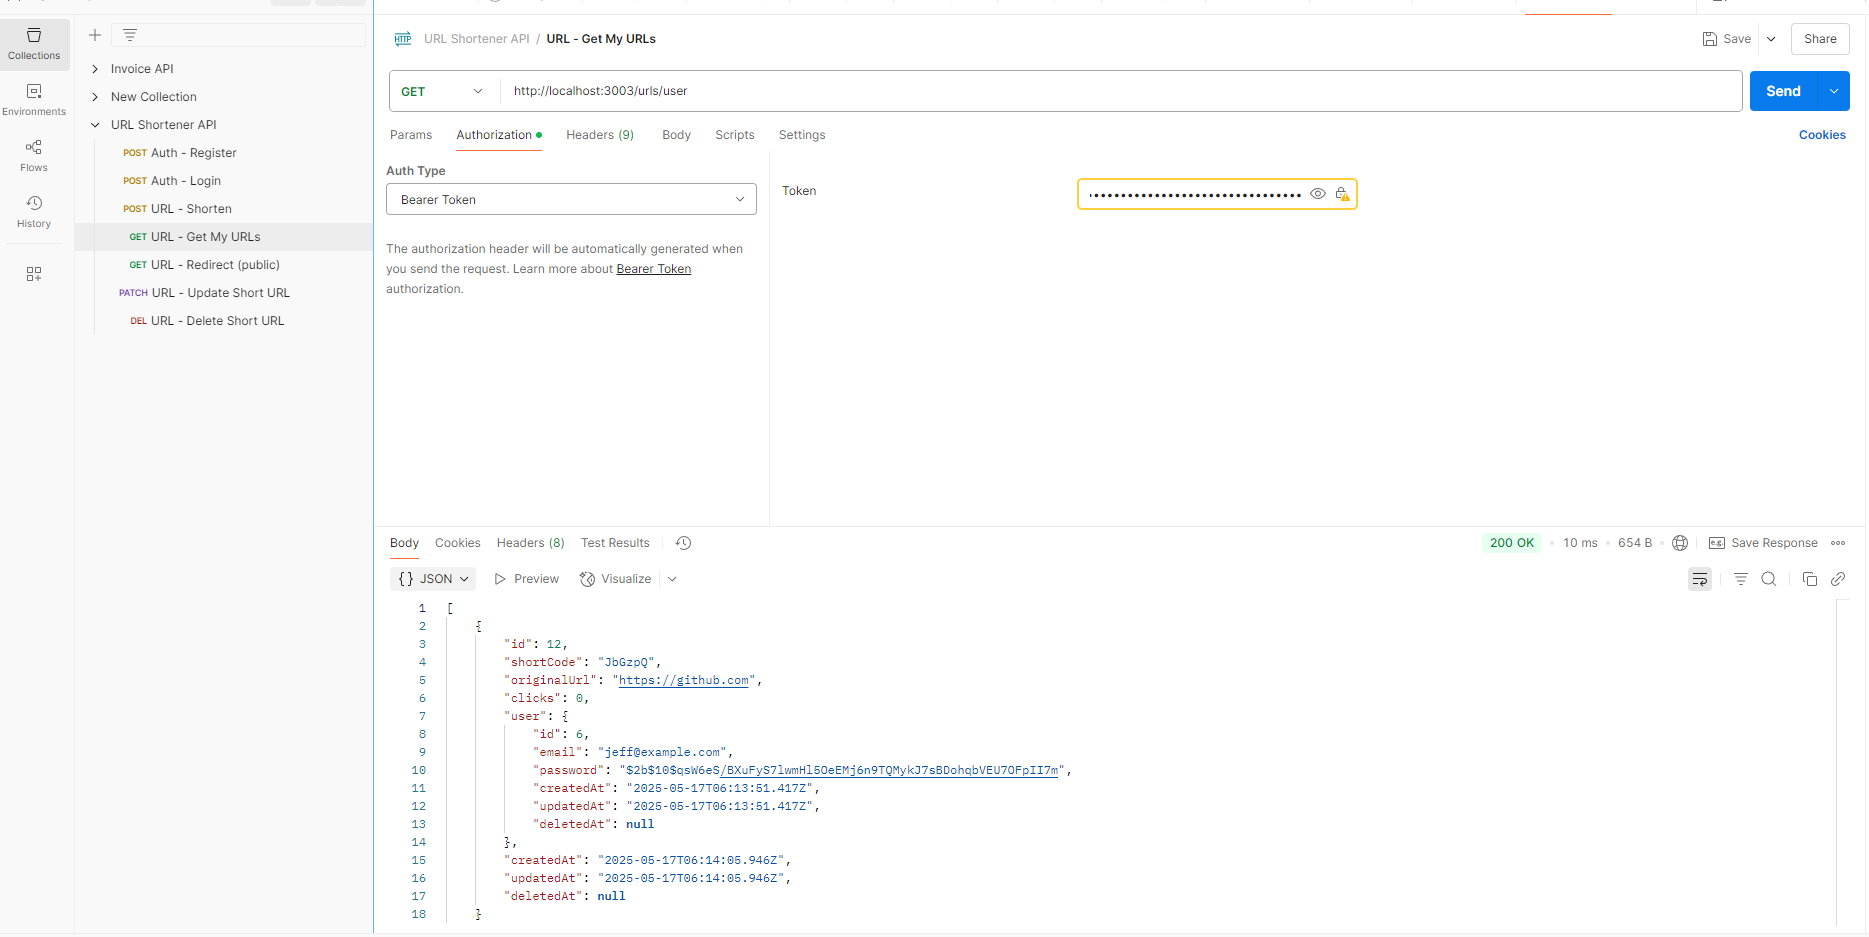 Collections
Environments
Flows
History
Invoice API
New Collection
URL Shortener API
POST Auth - Register
POST Auth - Login
POST URL - Shorten
GET URL - Get My URLs
GET URL - Redirect (public)
PATCH URL - Update Short URL
DEL URL - Delete Short URL
HTTP URL Shortener API / URL - Get My URLs
Save
Share
GET http://localhost:3003/urls/user
Send
Params Authorization Headers (9) Body Scripts Settings
Cookies
Auth Type
Bearer Token
The authorization header will be automatically generated when
you send the request. Learn more about Bearer Token
authorization.
Token
Body Cookies Headers (8) Test Results
200 OK • 10 ms • 654 B
e.g. Save Response
{} JSON Preview Visualize
1 [
2 {
3 "id": 12,
4 "shortCode": "JbGzpQ",
5 "originalUrl": "https://github.com",
6 "clicks": 0,
7 "user": {
8 "id": 6,
9 "email": "jeff@example.com",
10 "password": "$2b$10$qsW6eS/BXuFyS7lwmHl5OeEMj6n9TQMykJ7sBDohqbVEU7OFpII7m",
11 "createdAt": "2025-05-17T06:13:51.417Z",
12 "updatedAt": "2025-05-17T06:13:51.417Z",
13 "deletedAt": null
14 },
15 "createdAt": "2025-05-17T06:14:05.946Z",
16 "updatedAt": "2025-05-17T06:14:05.946Z",
17 "deletedAt": null
18 }